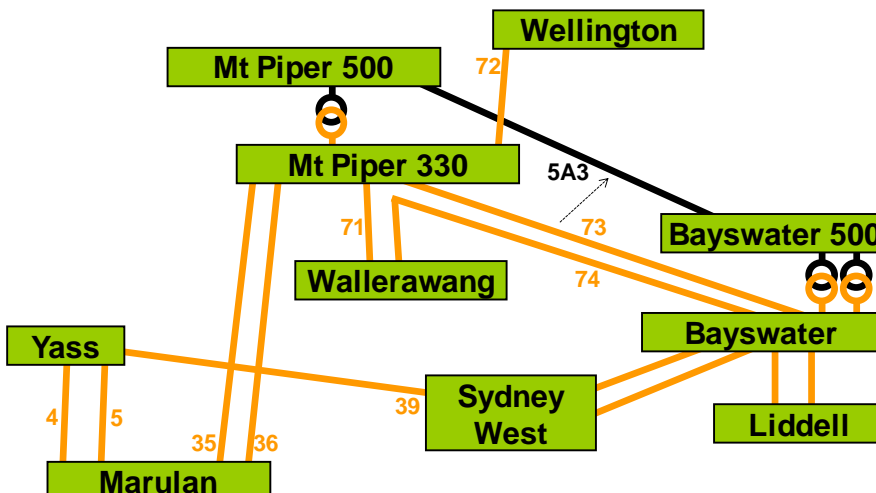 Wellington
Mt Piper 500
72
Mt Piper 330
5A3
71
73
Bayswater 500
Wallerawang
74
Yass
Bayswater
39
Sydney
West
4
5
35
36
Liddell
Marulan